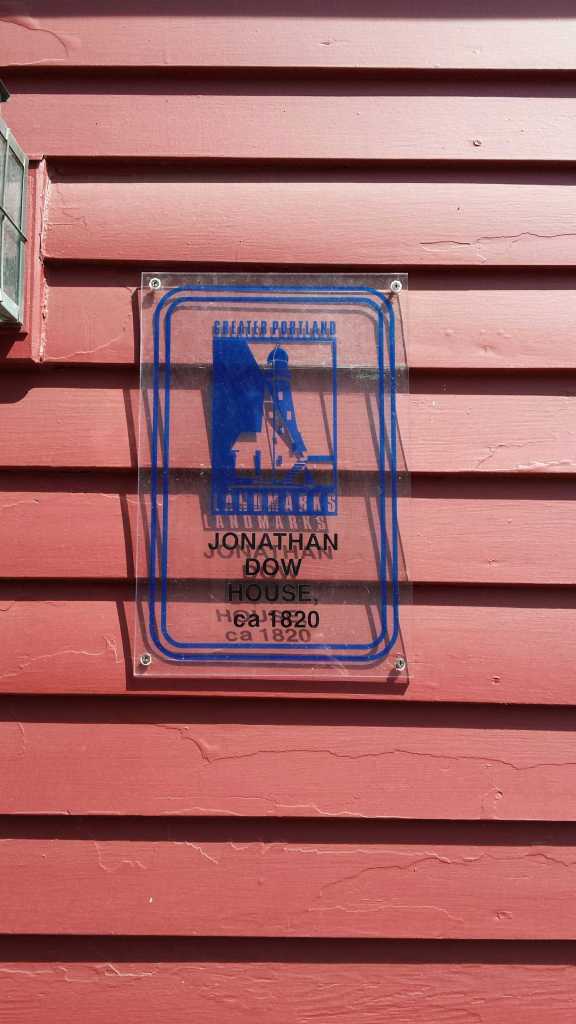 GREATER PORTLAND
LANDMARKS
JONATHAN
DOW
HOUSE,
ca 1820